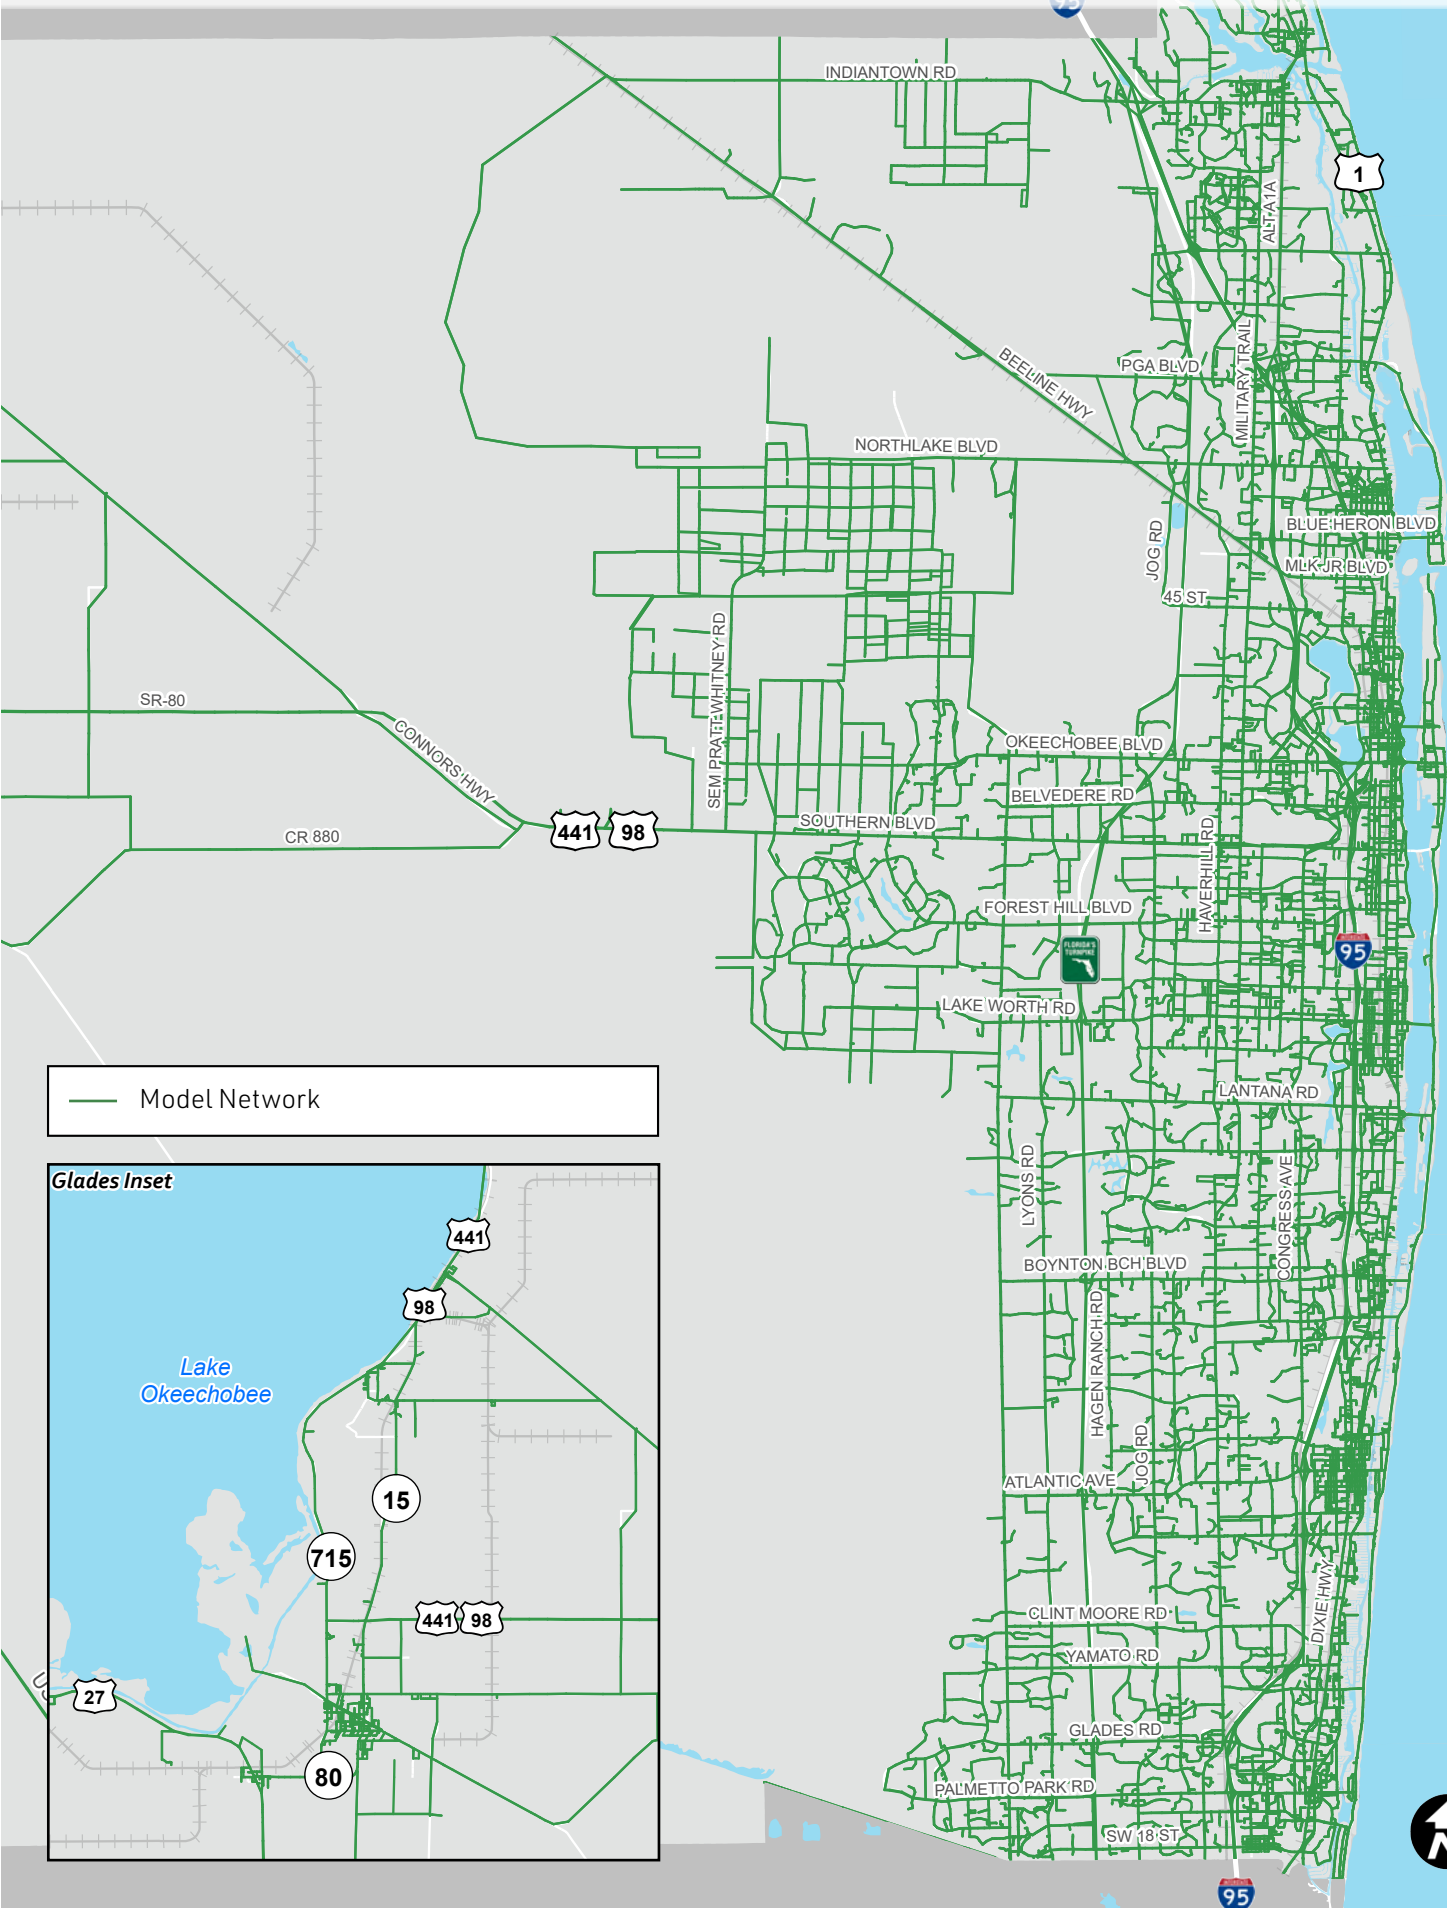 95
INDIANTOWN RD
1
ALT A1A
BEELINE HWY
PGA BLVD
MILITARY TRAIL
NORTHLAKE BLVD
BLUE HERON BLVD
JOG RD
MLK JR BLVD
45 ST
SEM PRATT WHITNEY RD
SR-80
CONNORS HWY
OKEECHOBEE BLVD
BELVEDERE RD
441 98
SOUTHERN BLVD
CR 880
HAVERHILL RD
FOREST HILL BLVD
FLORIDA'S
TURNPIKE
95
LAKE WORTH RD
Model Network
LANTANA RD
LYONS RD
CONGRESS AVE
Glades Inset
441
BOYNTON BCH BLVD
98
HAGEN RANCH RD
Lake
Okeechobee
JOG RD
ATLANTIC AVE
15
715
DIXIE HWY
CLINT MOORE RD
441 98
YAMATO RD
27
GLADES RD
80
PALMETTO PARK RD
SW 18 ST
N
95